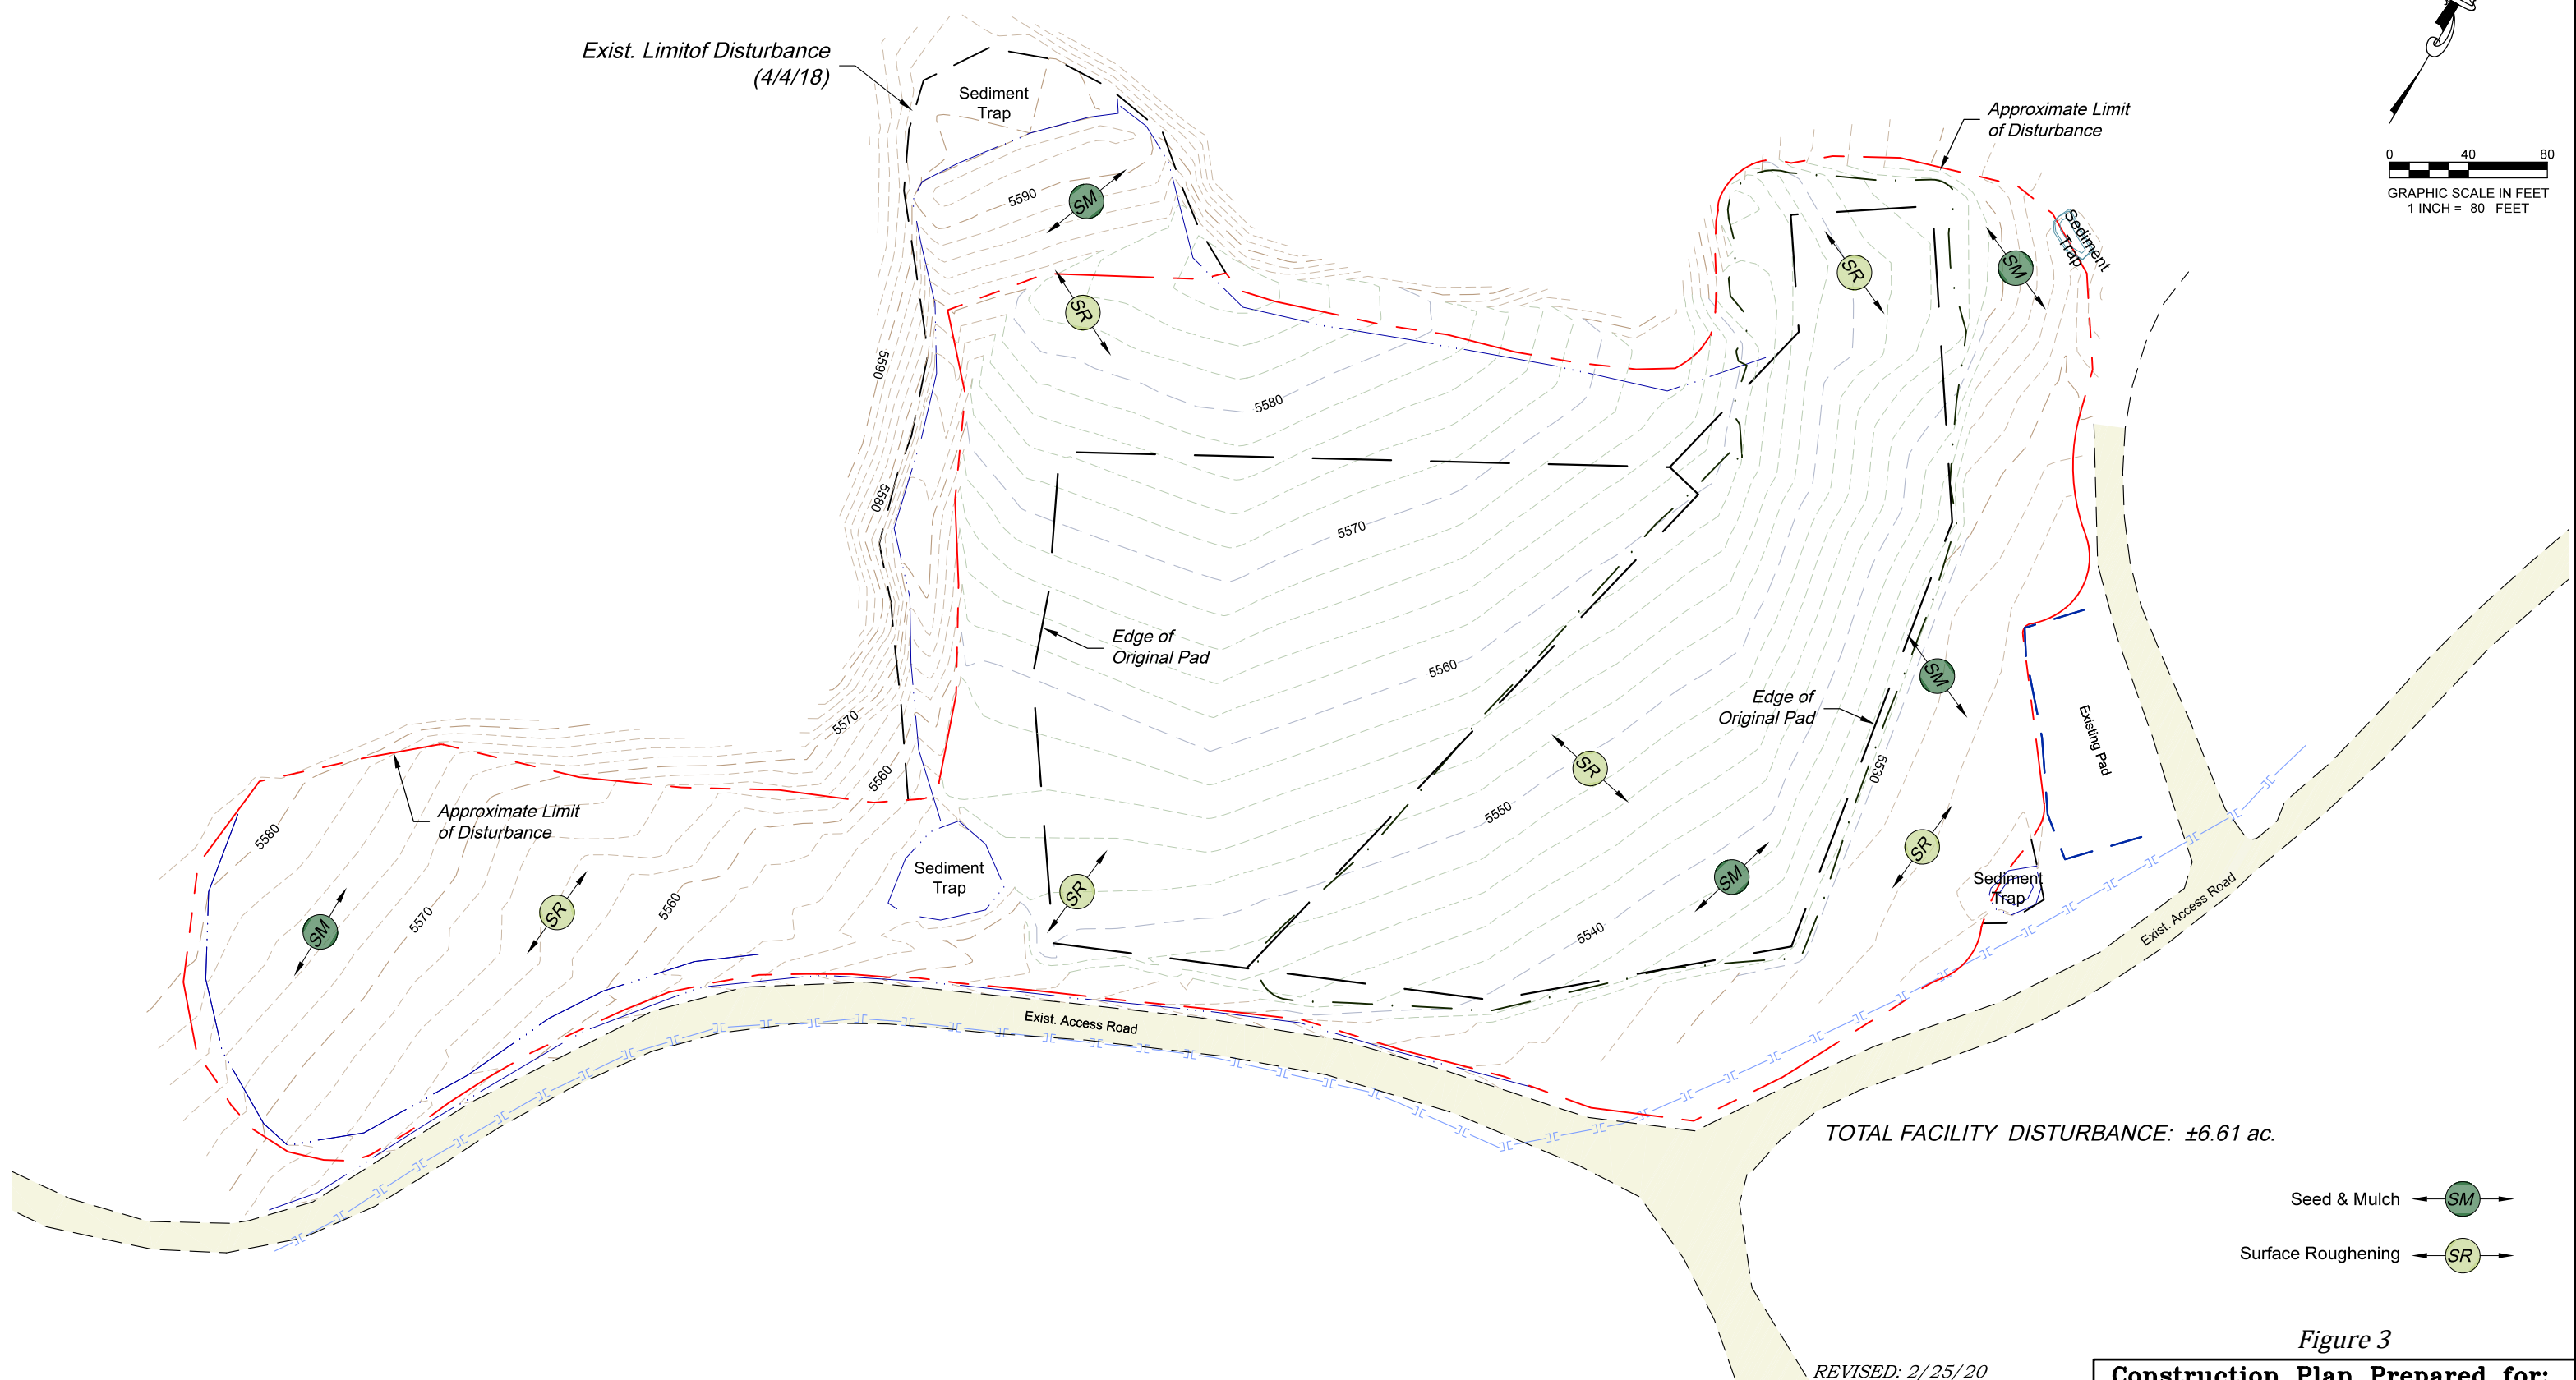 Exist. Limitof Disturbance
(4/4/18)
Sediment
Trap
Approximate Limit
of Disturbance
0 40 80
GRAPHIC SCALE IN FEET
1 INCH = 80 FEET
5590
SM
SR
SR
SM
Sediment
Trap
5590
5580
5580
5570
Edge of
Original Pad
5560
SM
Edge of
Original Pad
5570
5560
Existing Pad
5530
SR
5550
Approximate Limit
of Disturbance
5580
SR
Sediment
Trap
SM
SR
Sediment
Trap
SM
5570
SR
5560
5540
Exist. Access Road
Exist. Access Road
TOTAL FACILITY DISTURBANCE: ±6.61 ac.
Seed & Mulch SM
Surface Roughening SR
Figure 3
REVISED: 2/25/20
Construction Plan Prepared for: